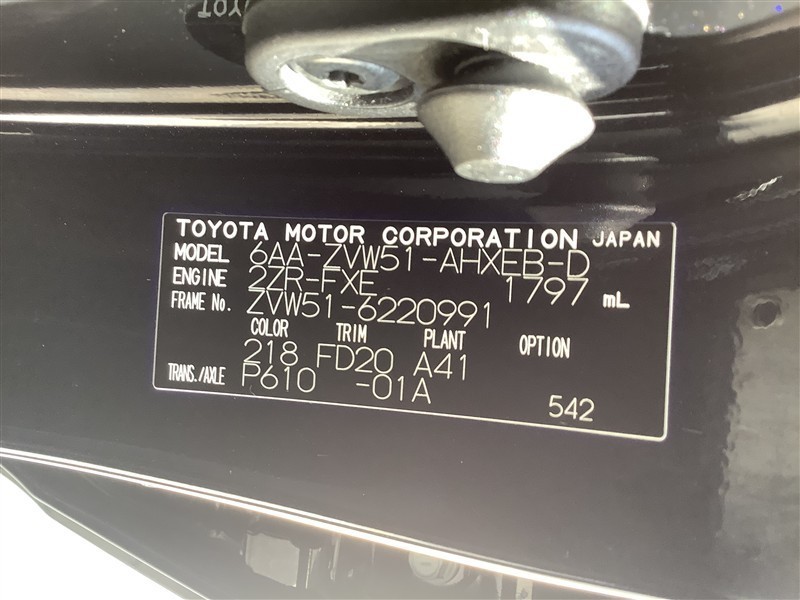 TOYOT
TOYOTA MOTOR CORPORATION JAPAN
MODEL 6AA-ZVW51-AHXEB-D
ENGINE 2ZR-FXE 1797 mL
FRAME No. ZVW51-6220991
COLOR TRIM PLANT OPTION
218 FD20 A41
TRANS./AXLE P610 -01A
542